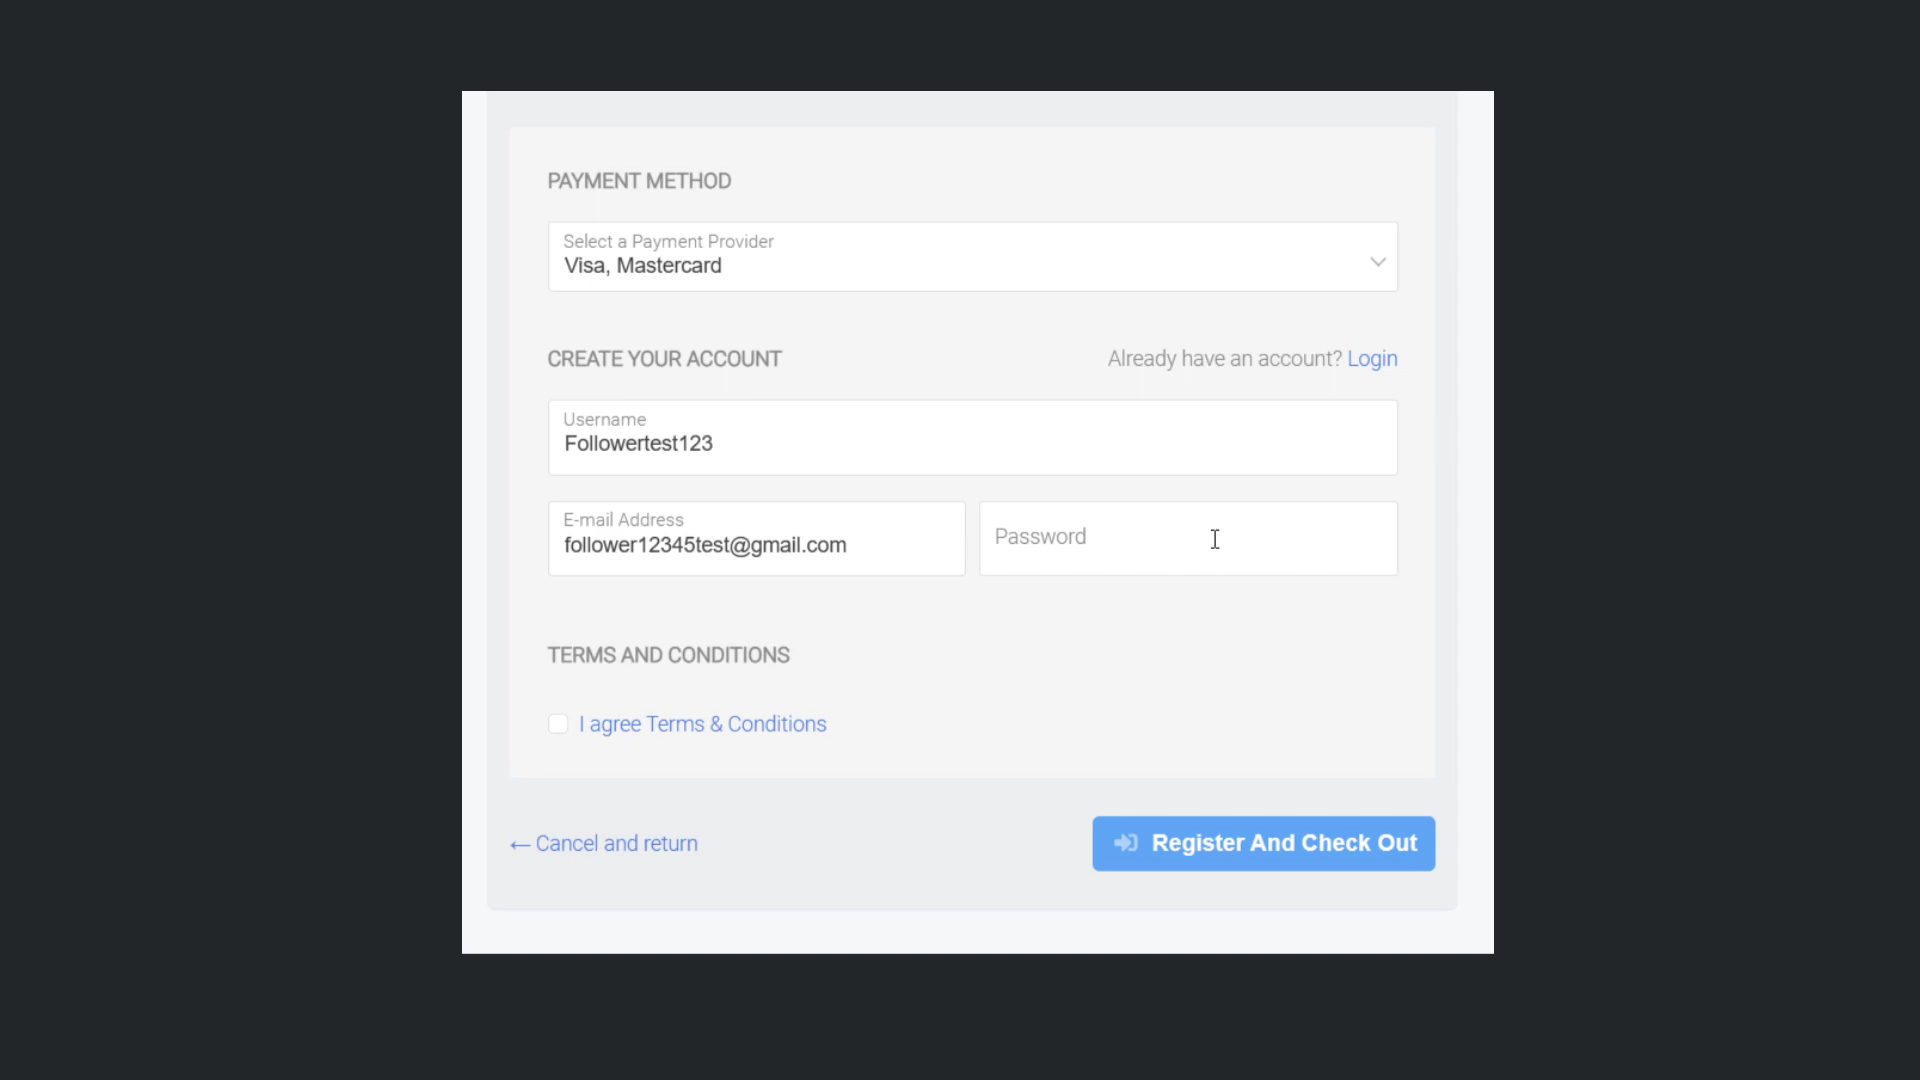 PAYMENT METHOD
Select a Payment Provider
Visa, Mastercard
CREATE YOUR ACCOUNT
Already have an account? Login
Username
Followertest123
E-mail Address
follower12345test@gmail.com
Password
TERMS AND CONDITIONS
I agree Terms & Conditions
← Cancel and return
Register And Check Out